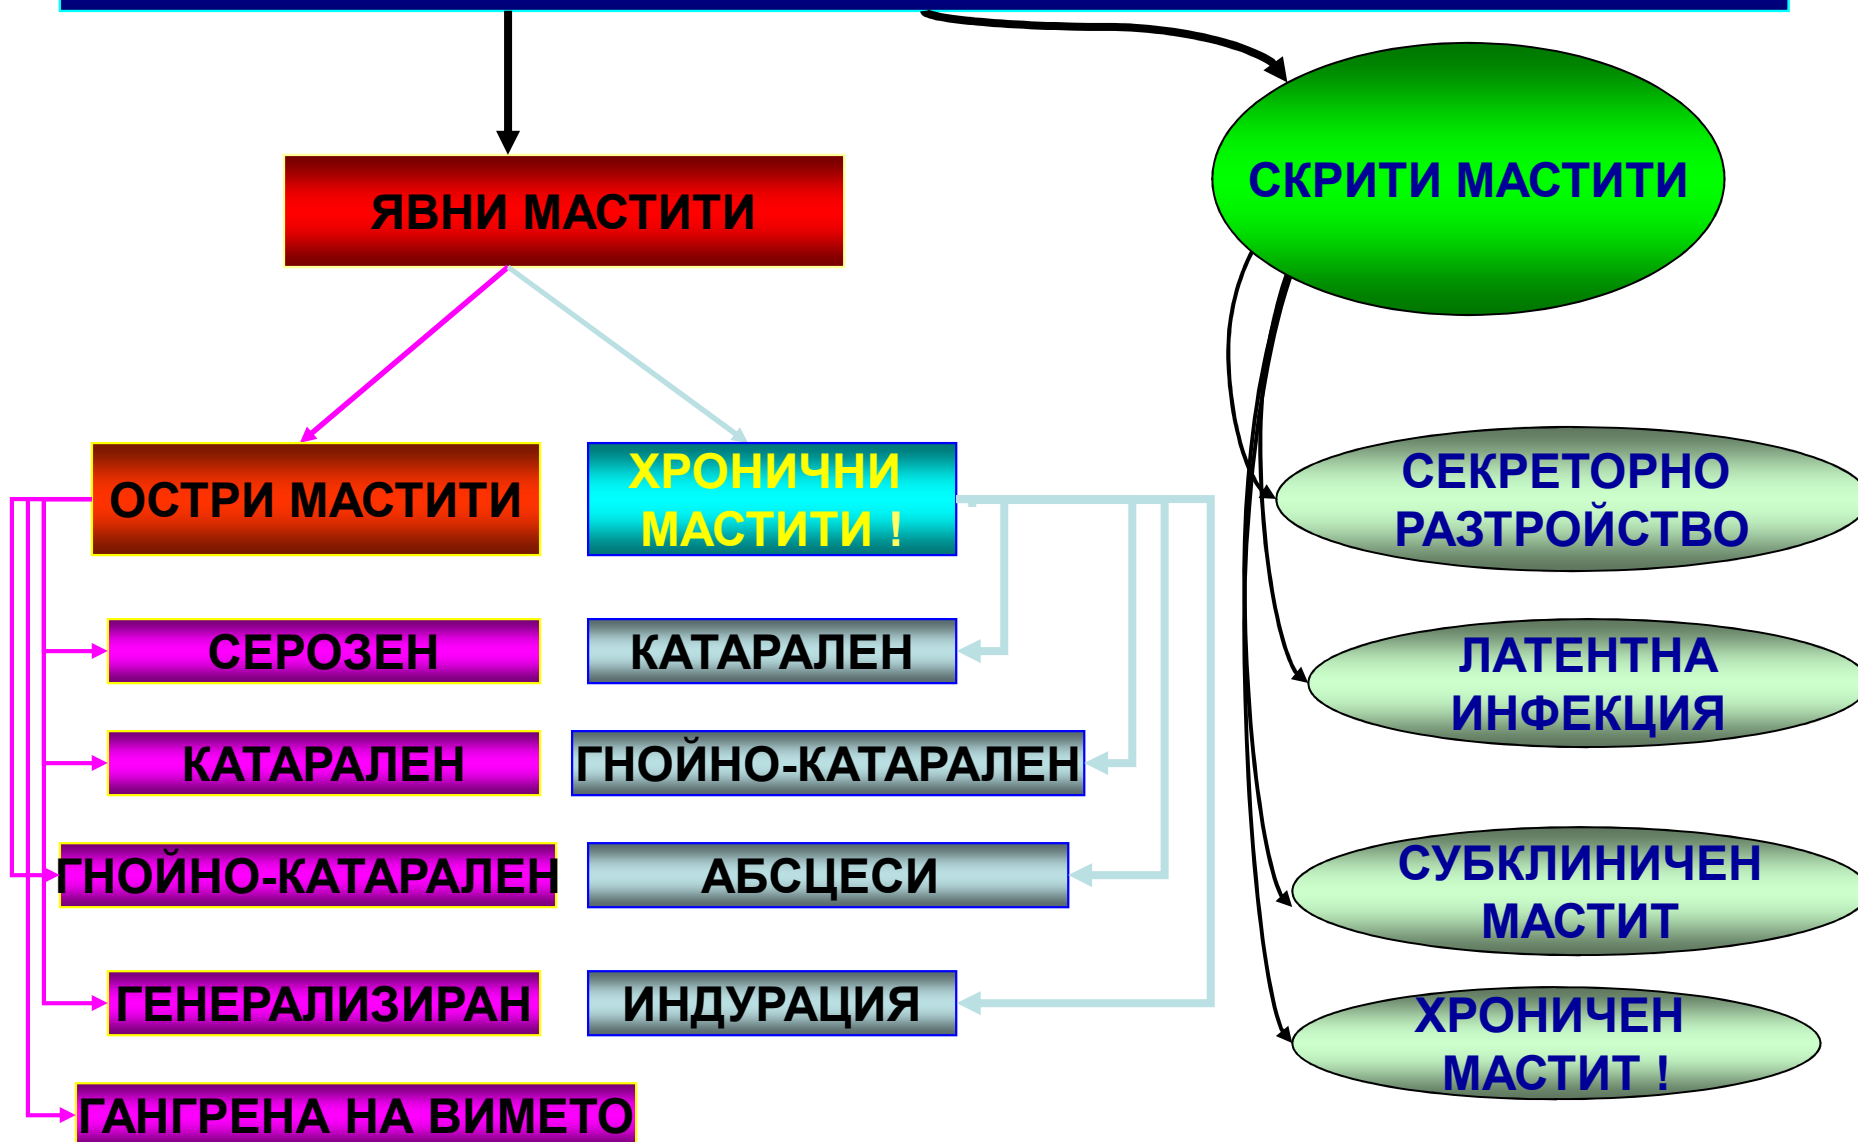 ЯВНИ МАСТИТИ
СКРИТИ МАСТИТИ
ОСТРИ МАСТИТИ
ХРОНИЧНИ
МАСТИТИ !
СЕКРЕТОРНО
РАЗТРОЙСТВО
СЕРОЗЕН
КАТАРАЛЕН
ЛАТЕНТНА
ИНФЕКЦИЯ
КАТАРАЛЕН
ГНОЙНО-КАТАРАЛЕН
ГНОЙНО-КАТАРАЛЕН
АБСЦЕСИ
СУБКЛИНИЧЕН
МАСТИТ
ГЕНЕРАЛИЗИРАН
ИНДУРАЦИЯ
ХРОНИЧЕН
МАСТИТ !
ГАНГРЕНА НА ВИМЕТО